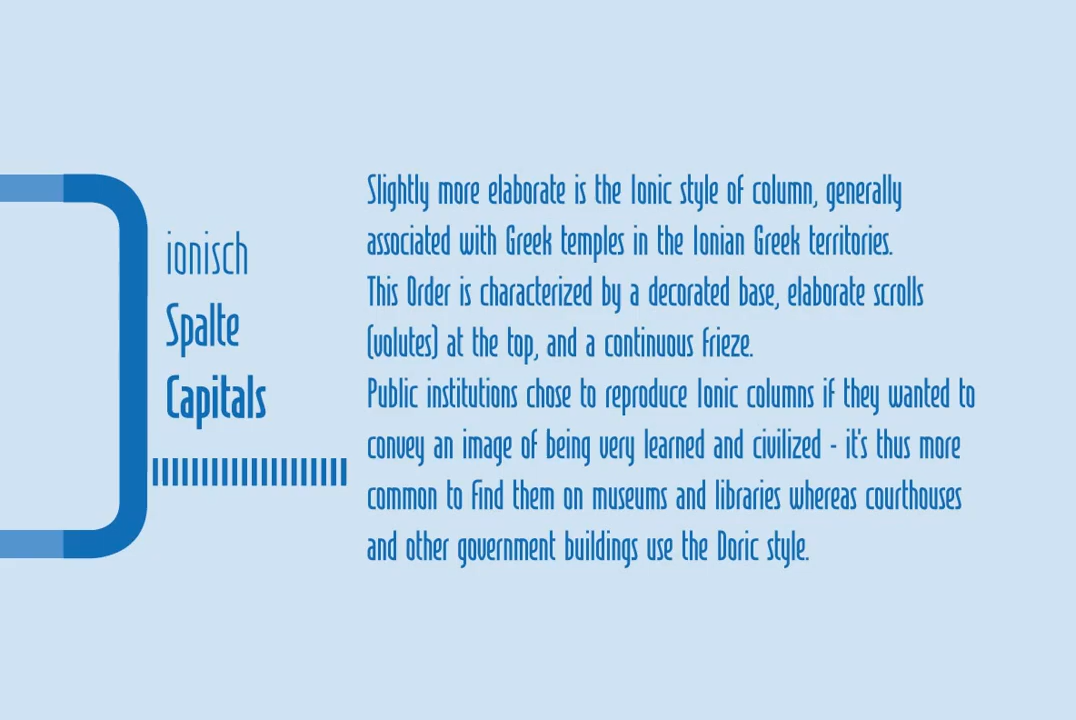 ionisch
Spalte
Capitals
Slightly more elaborate is the Ionic style of column, generally
associated with Greek temples in the Ionian Greek territories.
This Order is characterized by a decorated base, elaborate scrolls
(volutes) at the top, and a continuous frieze.
Public institutions chose to reproduce Ionic columns if they wanted to
convey an image of being very learned and civilized - it's thus more
common to find them on museums and libraries whereas courthouses
and other government buildings use the Doric style.